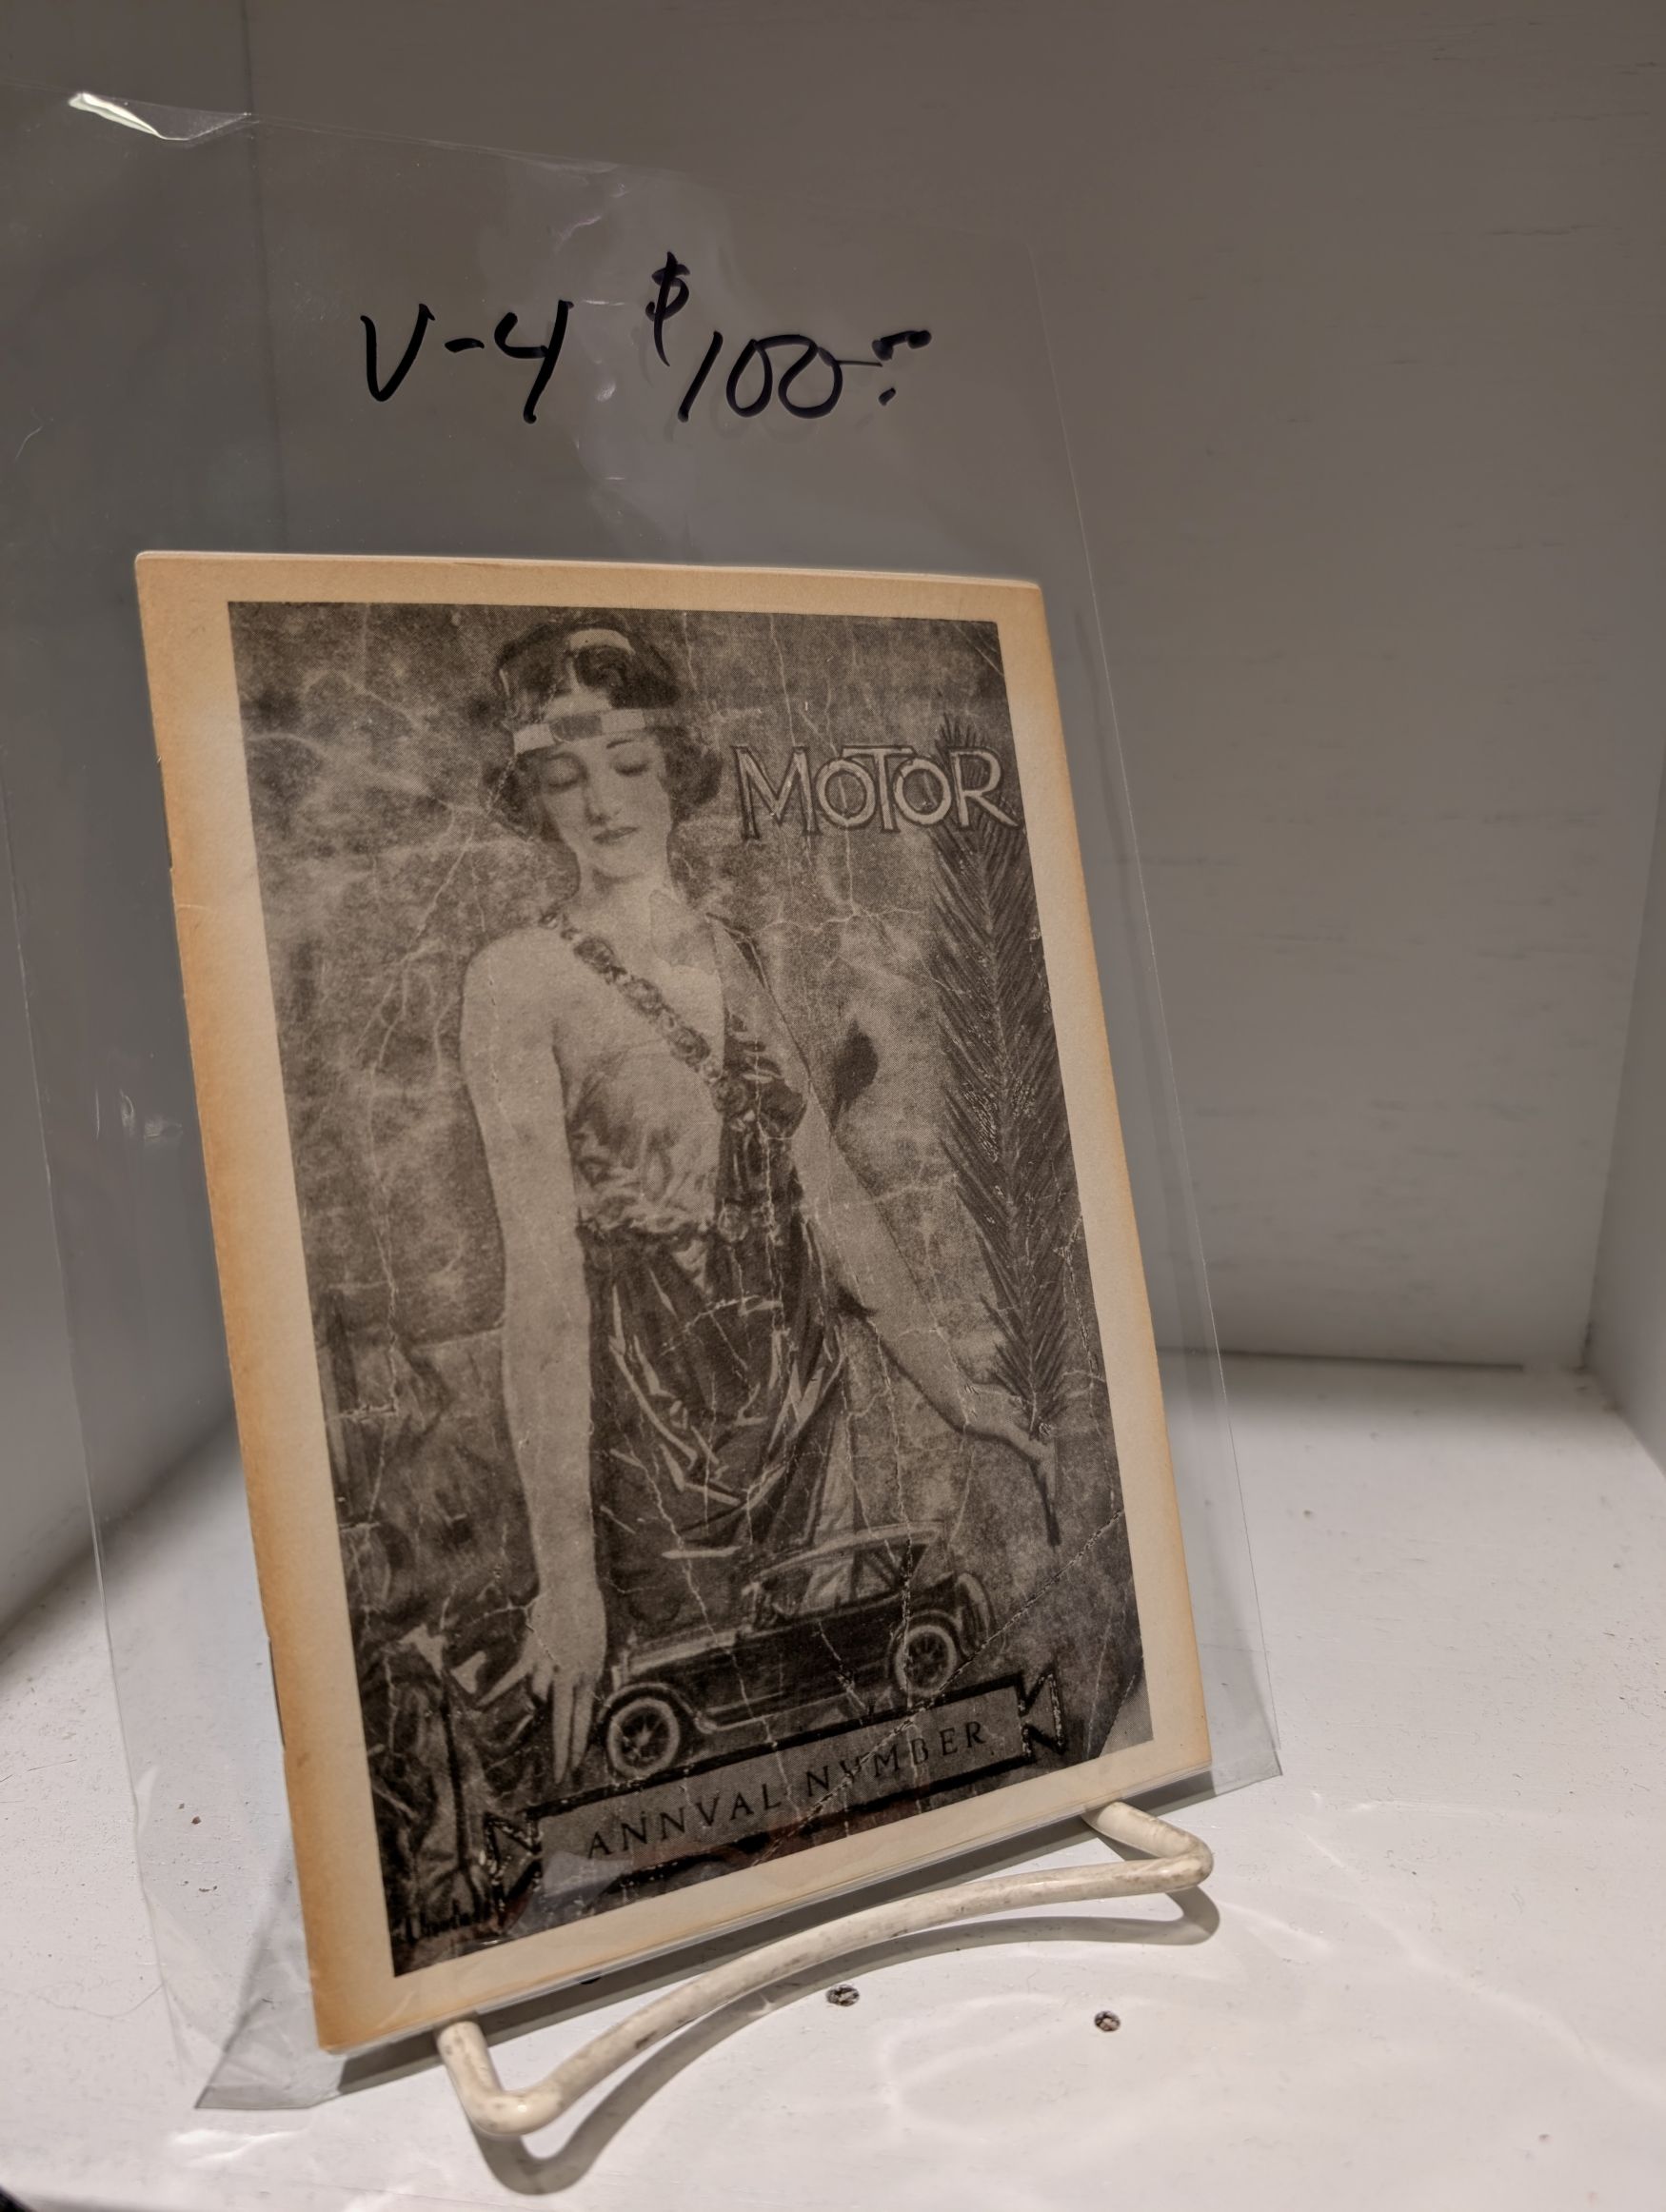 V-4 $100.00
MOTOR
ANNVAL NVMBER